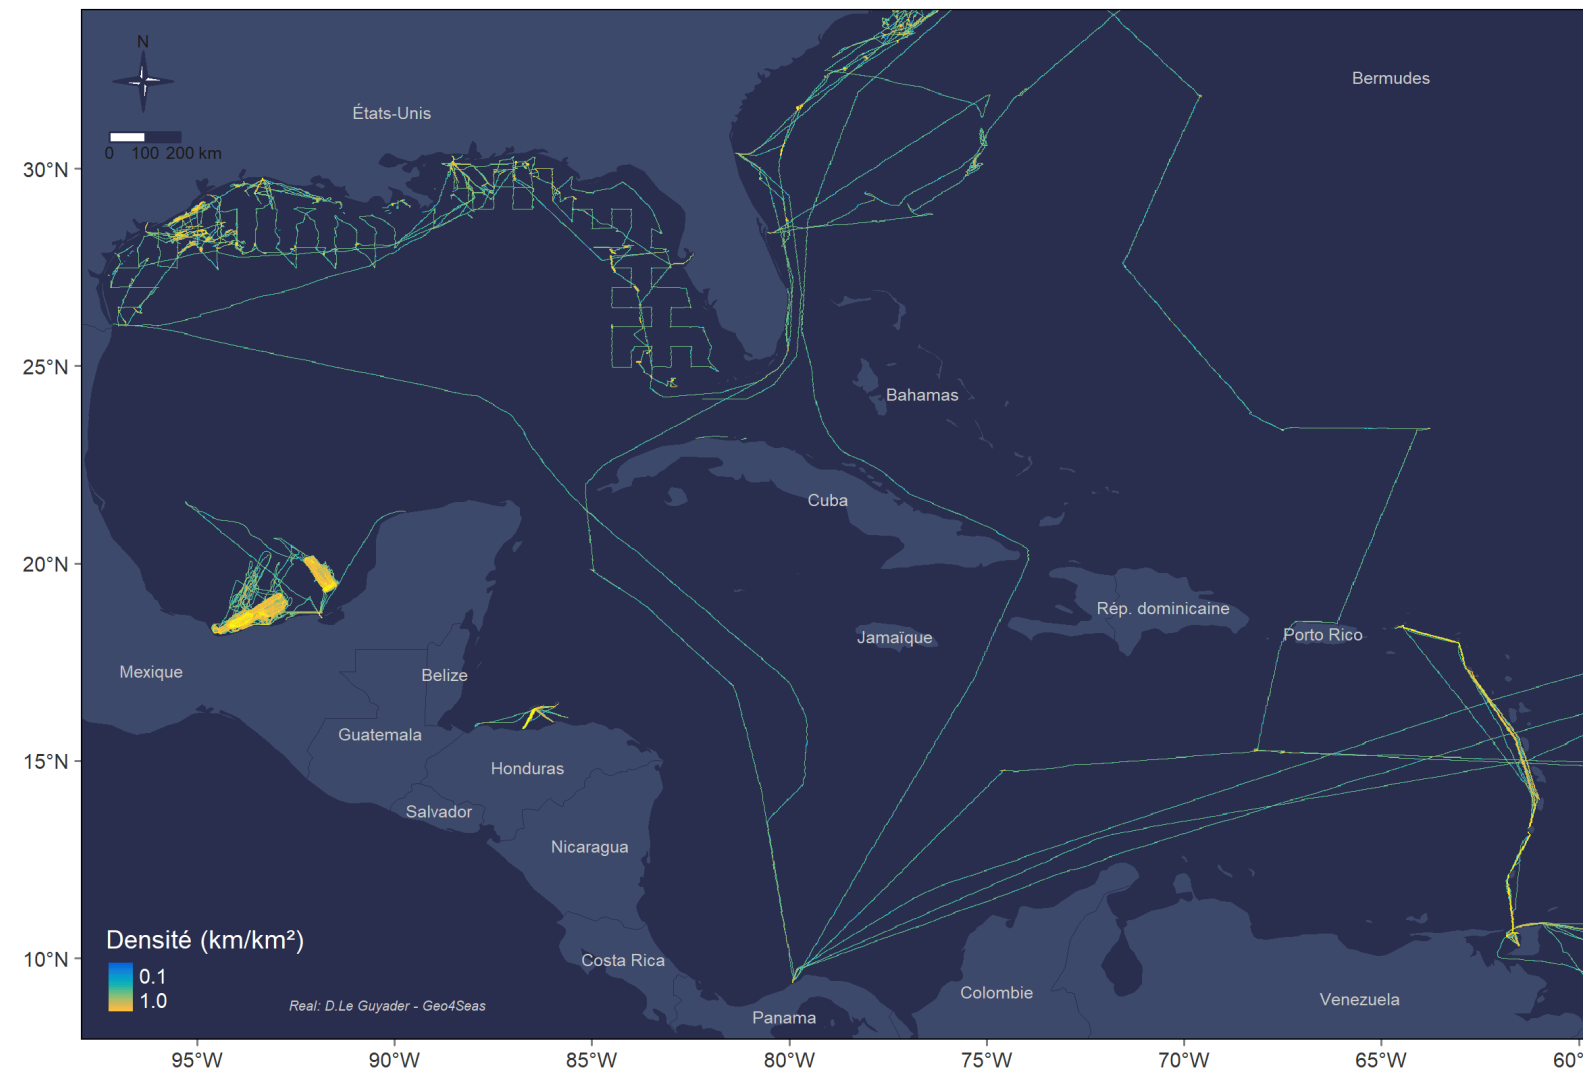 N
0 100 200 km
États-Unis
Bermudes
Bahamas
Cuba
Rép. dominicaine
Jamaïque
Porto Rico
Mexique
Belize
Guatemala
Honduras
Salvador
Nicaragua
Costa Rica
Panama
Colombie
Venezuela
Densité (km/km²)
0.1
1.0
Real: D.Le Guyader - Geo4Seas
30°N
25°N
20°N
15°N
10°N
95°W
90°W
85°W
80°W
75°W
70°W
65°W
60°